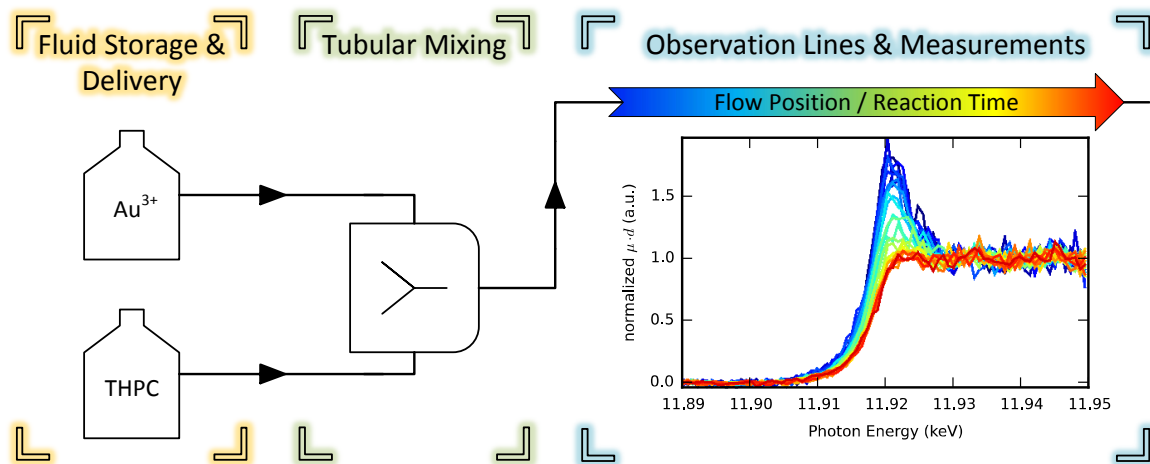 Fluid Storage &
Delivery
Tubular Mixing
Observation Lines & Measurements
Flow Position / Reaction Time
Au³⁺
THPC
normalized μ·d (a.u.)
1.5
1.0
0.5
0.0
11.89 11.90 11.91 11.92 11.93 11.94 11.95
Photon Energy (keV)